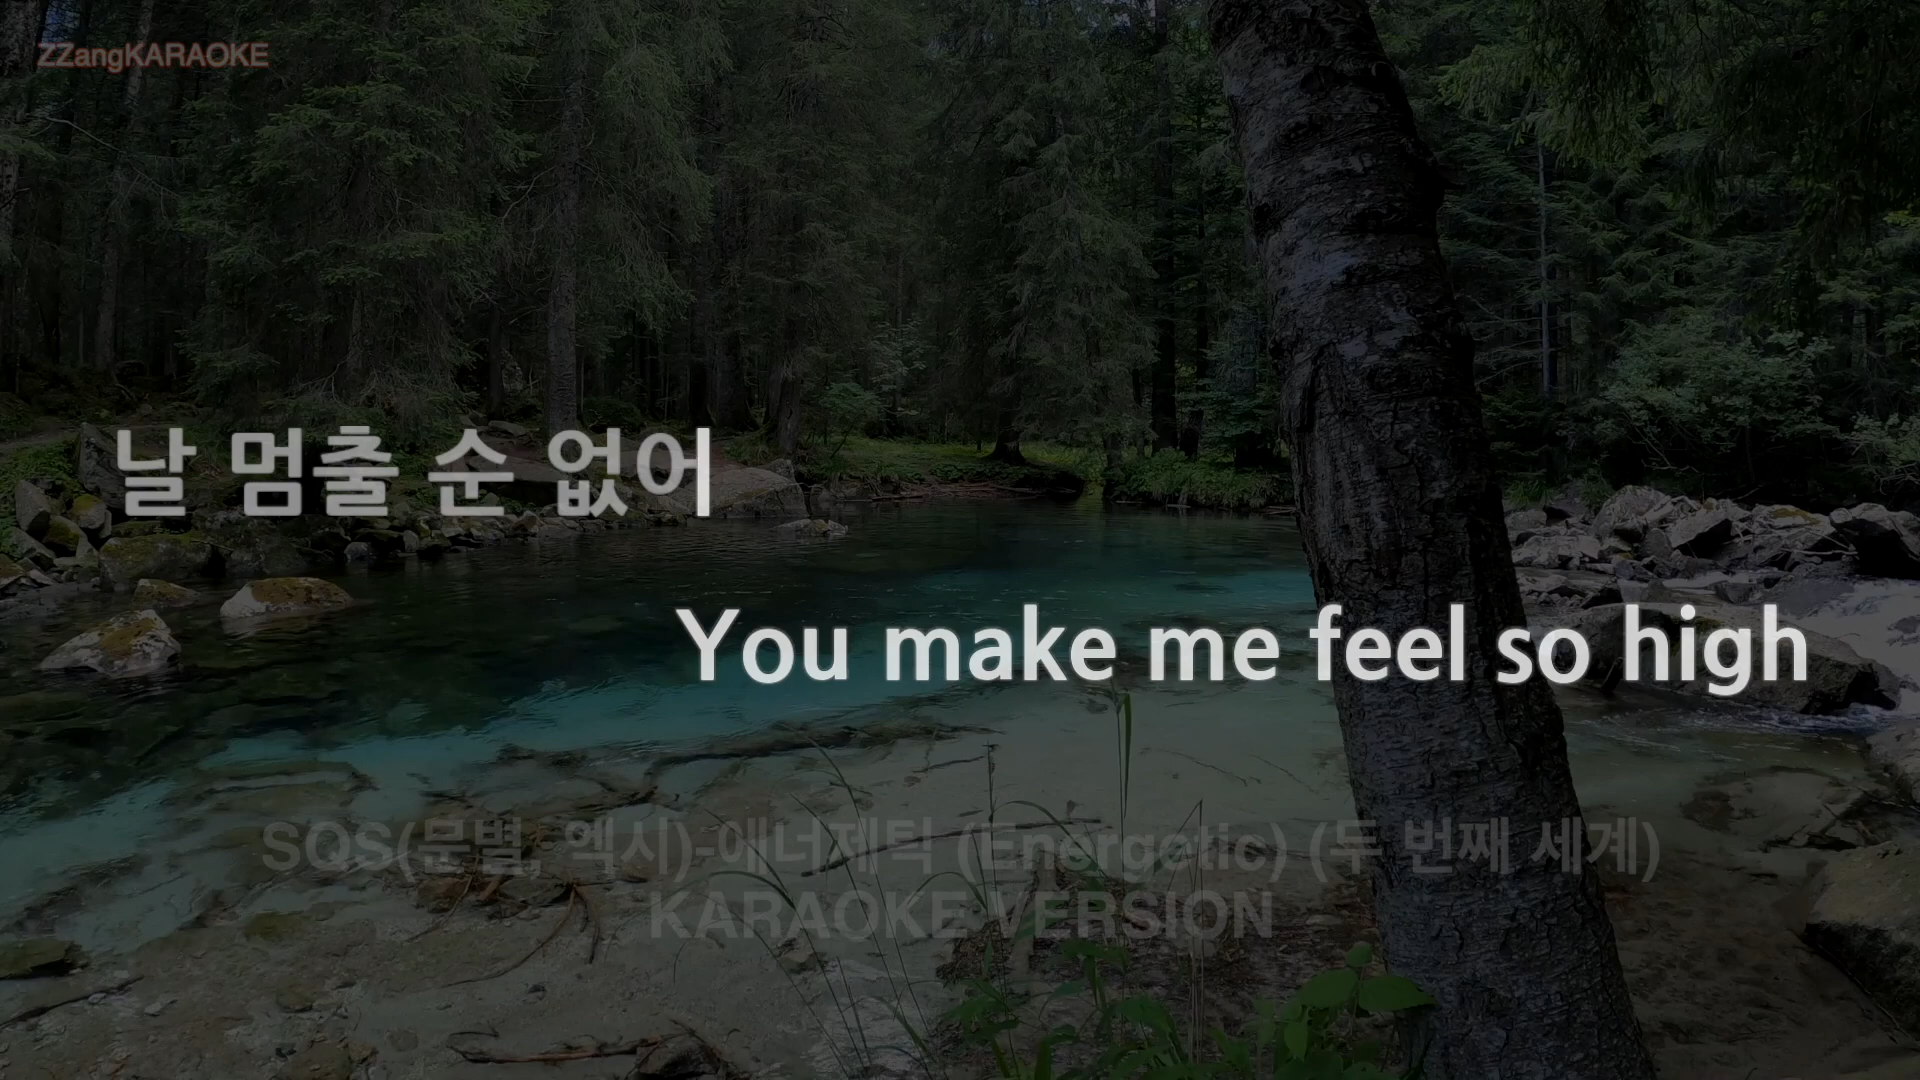 ZZangKARAOKE
날 멈출 순 없어
You make me feel so high
SQS(문별, 엑시)-애너제틱 (Energetic) (두 번째 세계)
KARAOKE VERSION